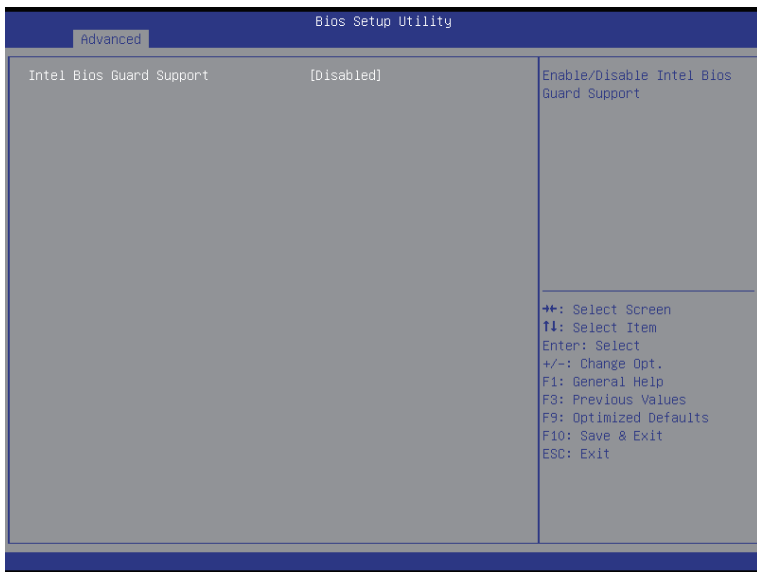 Bios Setup Utility
Advanced
Intel Bios Guard Support [Disabled]
Enable/Disable Intel Bios
Guard Support
→←: Select Screen
↑↓: Select Item
Enter: Select
+/-: Change Opt.
F1: General Help
F3: Previous Values
F9: Optimized Defaults
F10: Save & Exit
ESC: Exit